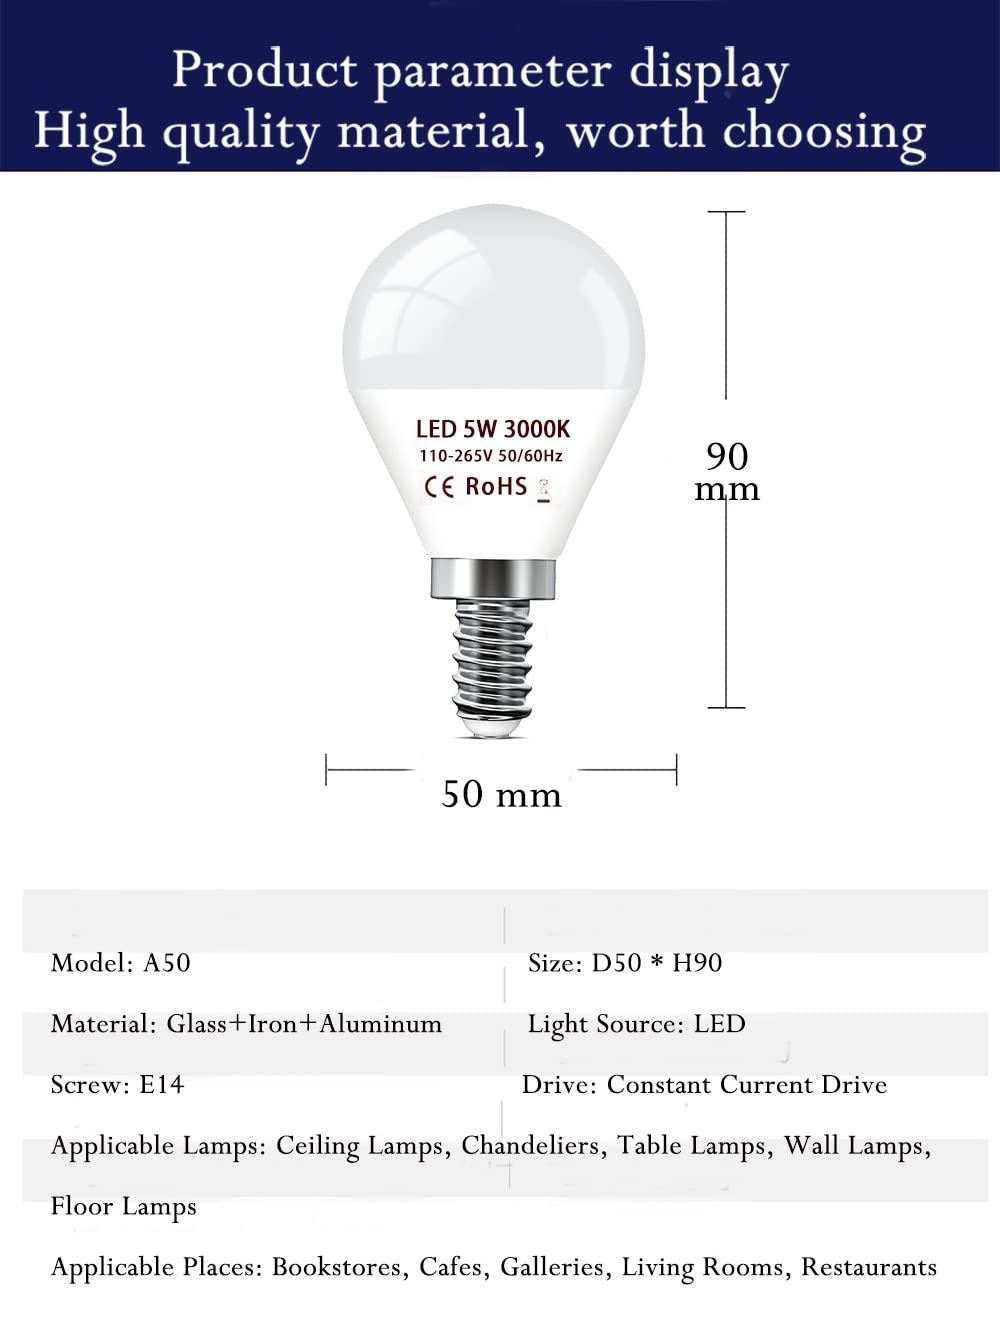 Product parameter display
High quality material, worth choosing
LED 5W 3000K
110-265V 50/60Hz
CE RoHS
90
mm
50 mm
Model: A50
Size: D50 * H90
Material: Glass+Iron+Aluminum
Light Source: LED
Screw: E14
Drive: Constant Current Drive
Applicable Lamps: Ceiling Lamps, Chandeliers, Table Lamps, Wall Lamps,
Floor Lamps
Applicable Places: Bookstores, Cafes, Galleries, Living Rooms, Restaurants